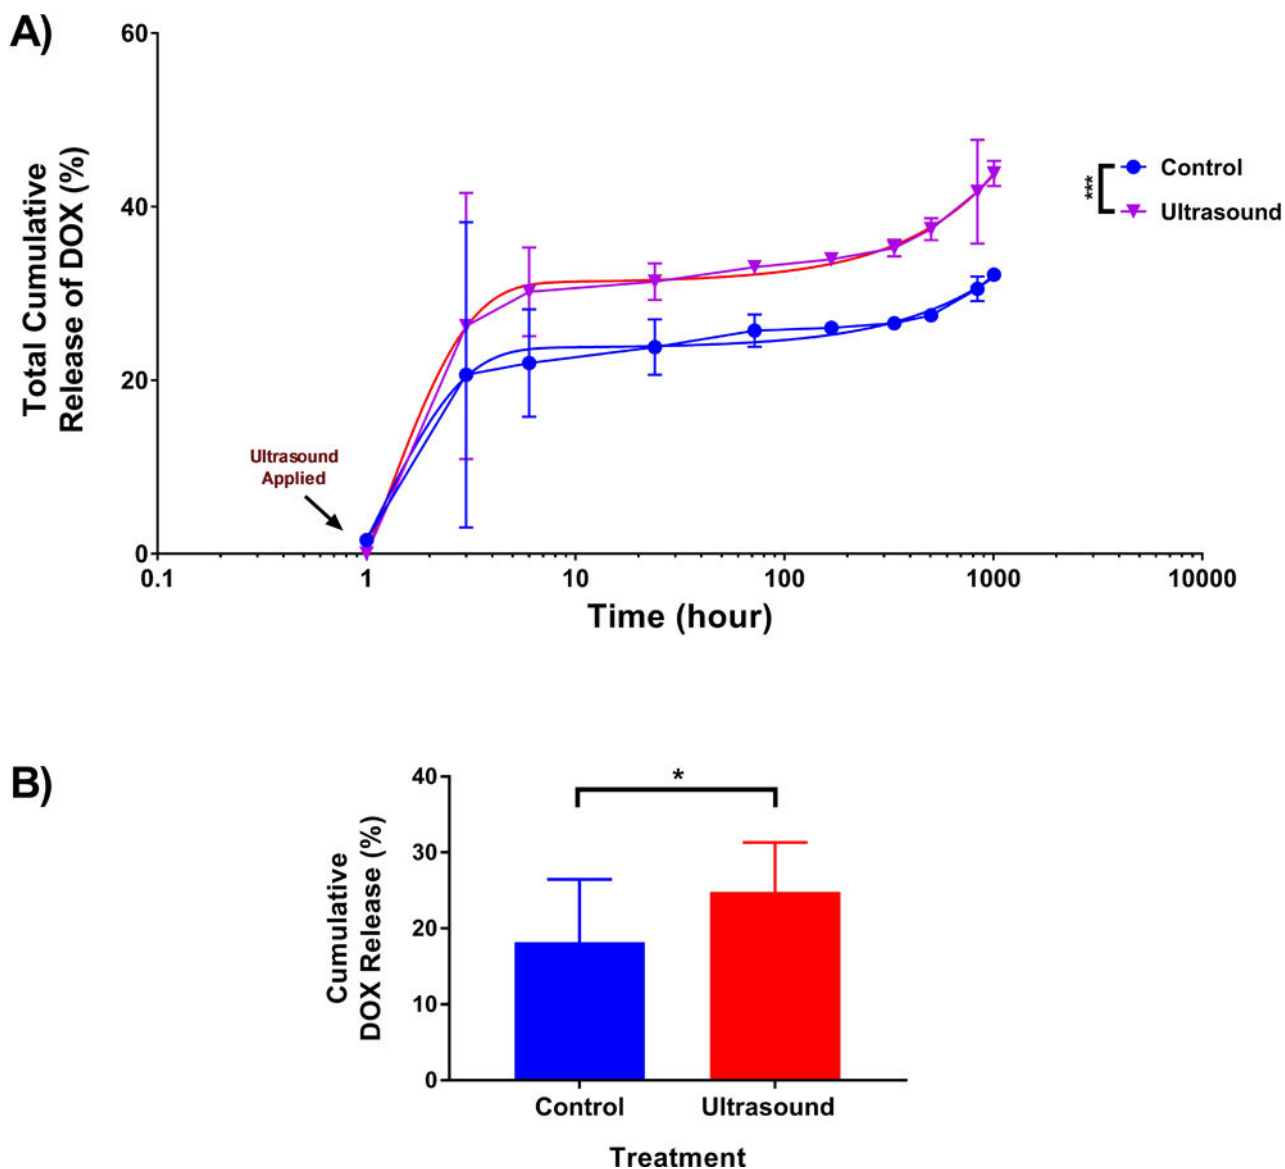 A)
60
40
20
0
Total Cumulative
Release of DOX (%)
Ultrasound
Applied
0.1
1
10
100
1000
10000
Time (hour)
***
Control
Ultrasound
B)
40
30
20
10
0
Cumulative
DOX Release (%)
*
Control
Ultrasound
Treatment